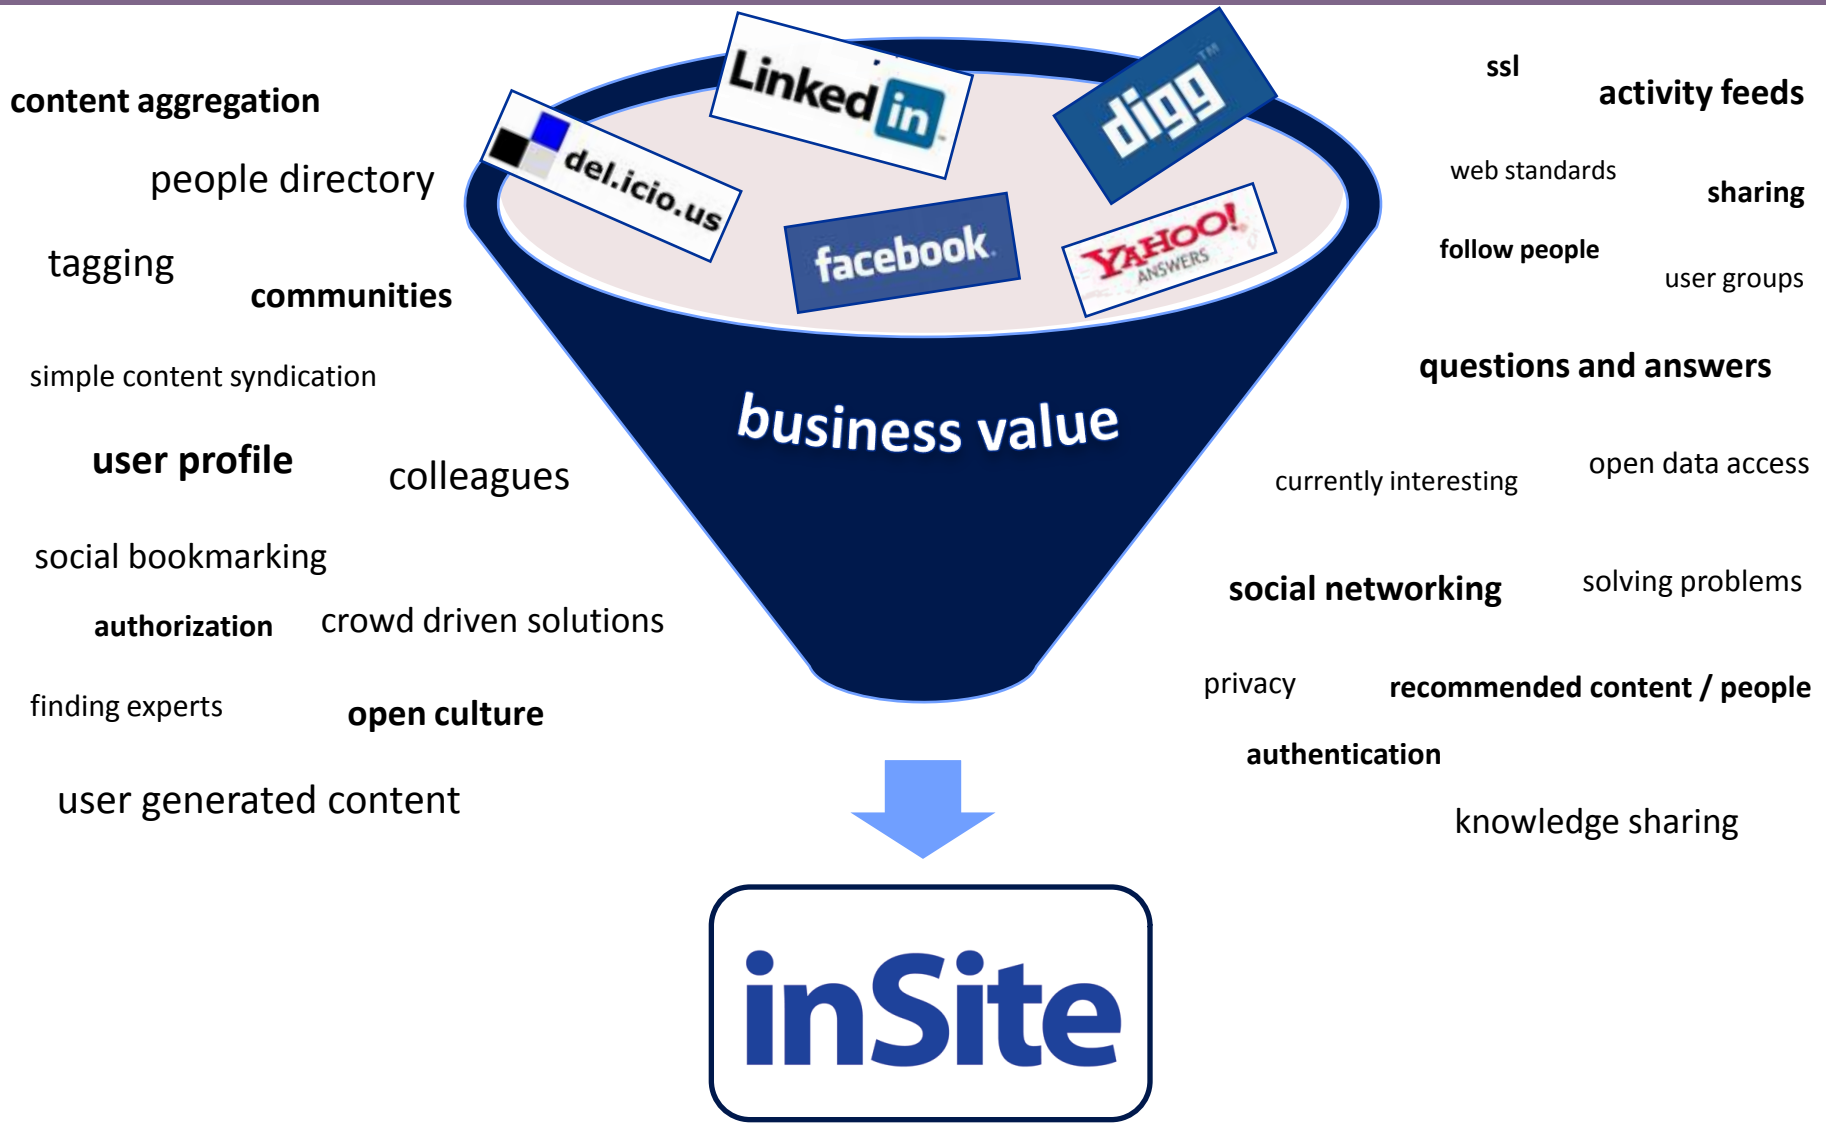 content aggregation
people directory
tagging
communities
simple content syndication
user profile
colleagues
social bookmarking
authorization
crowd driven solutions
finding experts
open culture
user generated content
Linked in
digg™
del.icio.us
facebook
YAHOO!
ANSWERS
business value
inSite
ssl
activity feeds
web standards
sharing
follow people
user groups
questions and answers
currently interesting
open data access
social networking
solving problems
privacy
recommended content / people
authentication
knowledge sharing